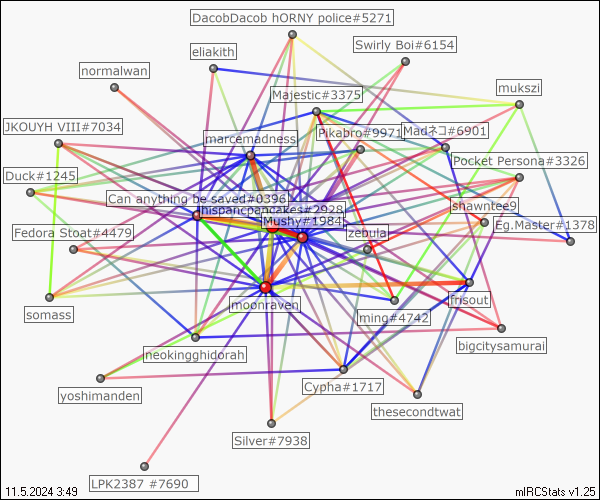 DacobDacob hORNY police#5271
Swirly Boi#6154
eliakith
normalwan
mukszi
Majestic#3375
JKOUYH VIII#7034
marcemadness
Pikabro#9971
Madネコ#6901
Pocket Persona#3326
Duck#1245
Can anything be saved#0396
hispanicpancakes#2928
shawntee9
Mushy#1984
Eg.Master#1378
Fedora Stoat#4479
zebula
moonraven
frisout
somass
ming#4742
bigcitysamurai
neokingghidorah
Cypha#1717
yoshimanden
thesecondtwat
Silver#7938
LPK2387 #7690
11.5.2024 3:49
mIRCStats v1.25